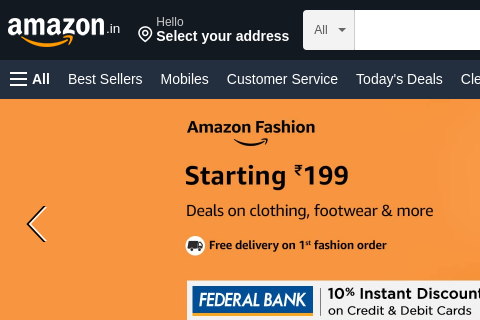 amazon.in
Hello
Select your address
All
All Best Sellers Mobiles Customer Service Today's Deals
Amazon Fashion
Starting ₹199
Deals on clothing, footwear & more
Free delivery on 1st fashion order
FEDERAL BANK
10% Instant Discount
on Credit & Debit Cards